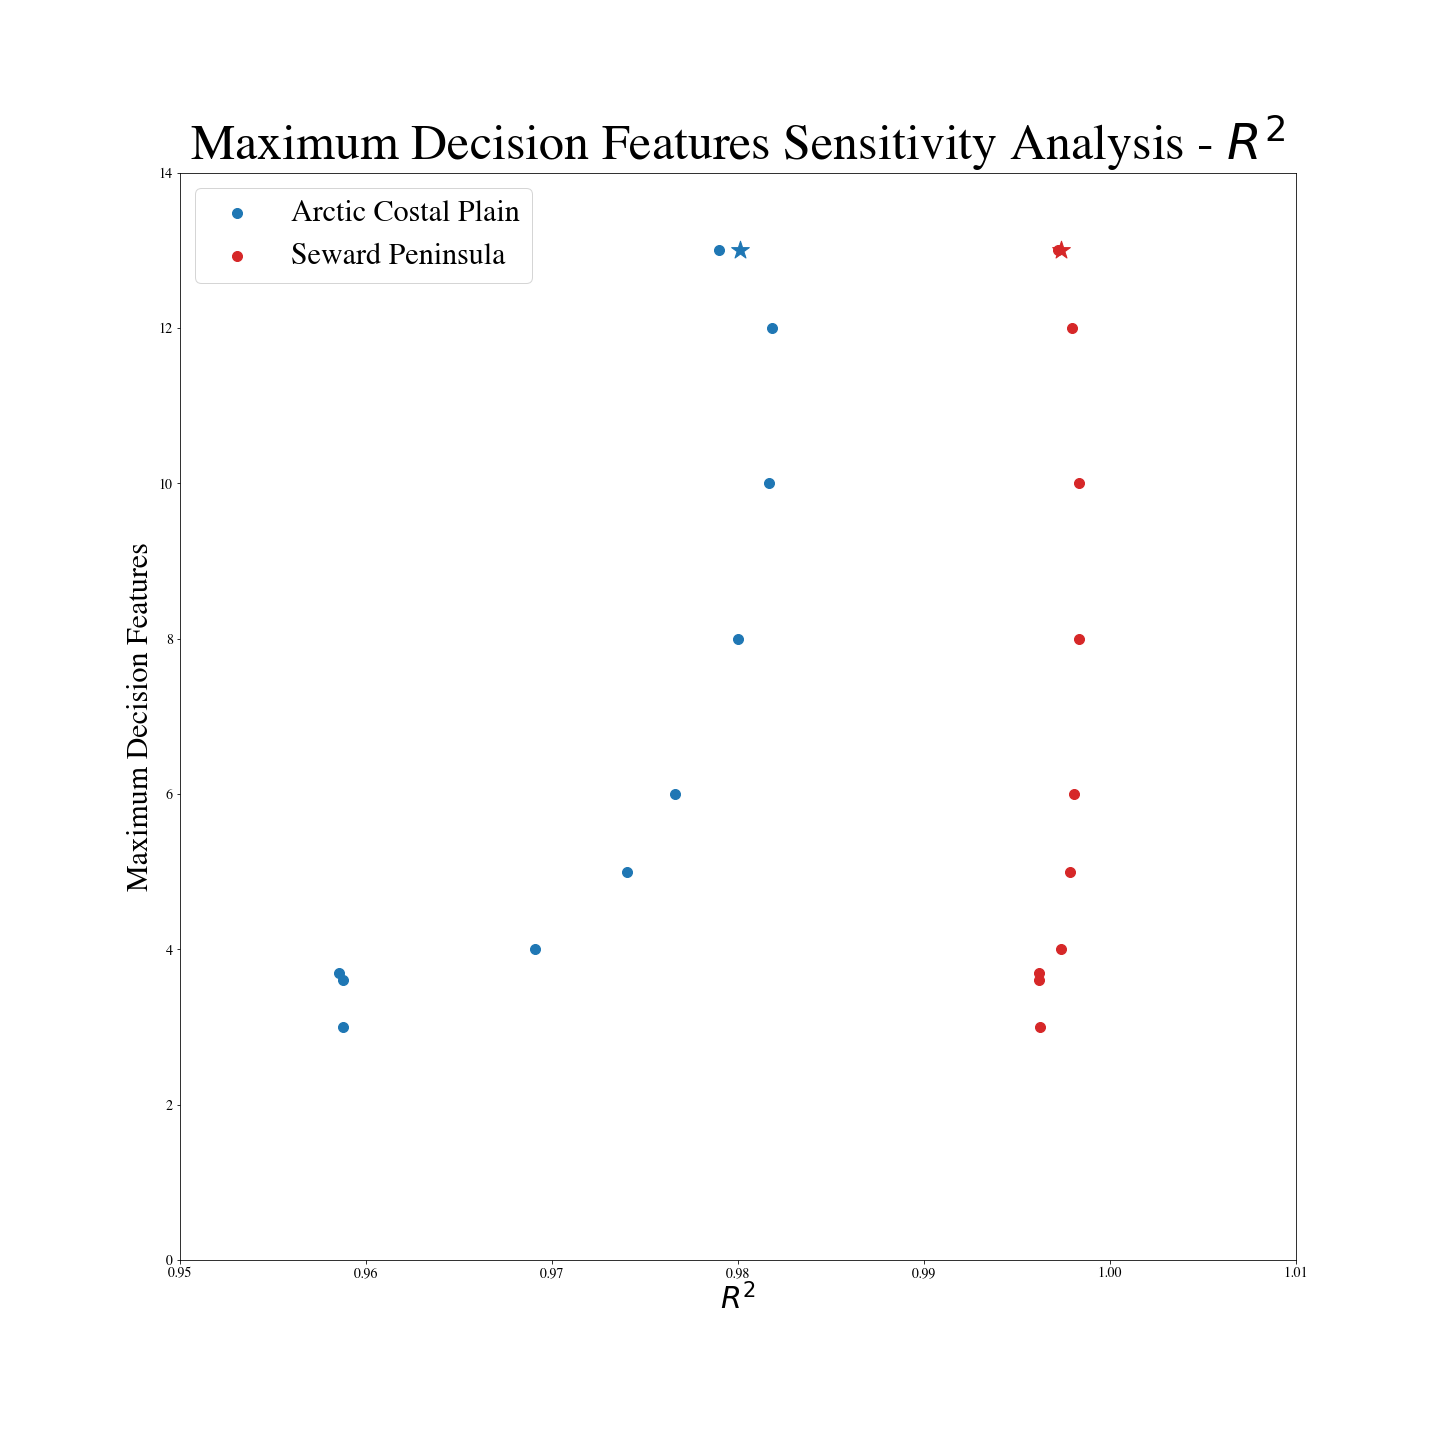 Maximum Decision Features Sensitivity Analysis - R²
Arctic Costal Plain
Seward Peninsula
Maximum Decision Features
14
12
10
8
6
4
2
0
0.95 0.96 0.97 0.98 0.99 1.00 1.01
R²